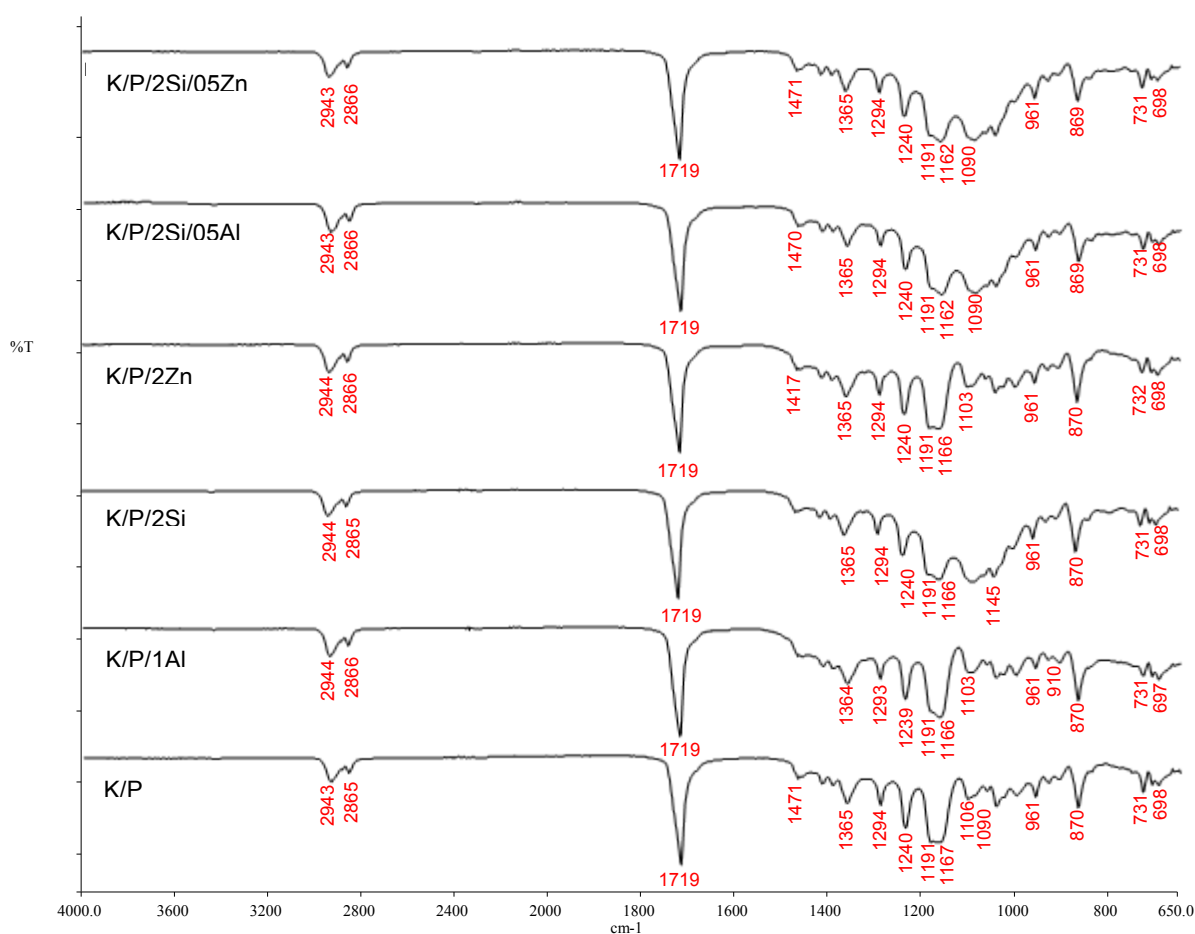 K/P/2Si/05Zn
2943 2866 1719 1471 1365 1294 1240 1191 1162 1090 961 869 731 698
K/P/2Si/05Al
2943 2866 1719 1470 1365 1294 1240 1191 1162 1090 961 869 731 698
%T
K/P/2Zn
2944 2866 1719 1417 1365 1294 1240 1191 1166 1103 961 870 732 698
K/P/2Si
2944 2865 1719 1365 1294 1240 1191 1166 1145 961 870 731 698
K/P/1Al
2944 2866 1719 1364 1293 1239 1191 1166 1103 961 910 870 731 697
K/P
2943 2865 1719 1471 1365 1294 1240 1191 1167 1106 1090 961 870 731 698
4000.0 3200 2800 2000 1800 1600 1400 1200 1000 800 650.0
cm-1